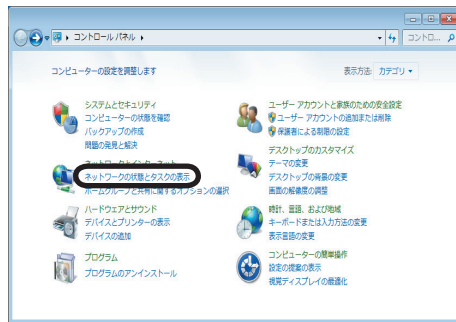 コントロール パネル
コントロ...
コンピューターの設定を調整します
表示方法: カテゴリ
システムとセキュリティ
コンピューターの状態を確認
バックアップの作成
問題の発見と解決
ネットワークとインターネット
ネットワークの状態とタスクの表示
ホームグループと共有に関するオプションの選択
ハードウェアとサウンド
デバイスとプリンターの表示
デバイスの追加
プログラム
プログラムのアンインストール
ユーザー アカウントと家族のための安全設定
ユーザー アカウントの追加または削除
保護者による制限の設定
デスクトップのカスタマイズ
テーマの変更
デスクトップの背景の変更
画面の解像度の調整
時計、言語、および地域
キーボードまたは入力方法の変更
表示言語の変更
コンピューターの簡単操作
設定の提案の表示
視覚ディスプレイの最適化